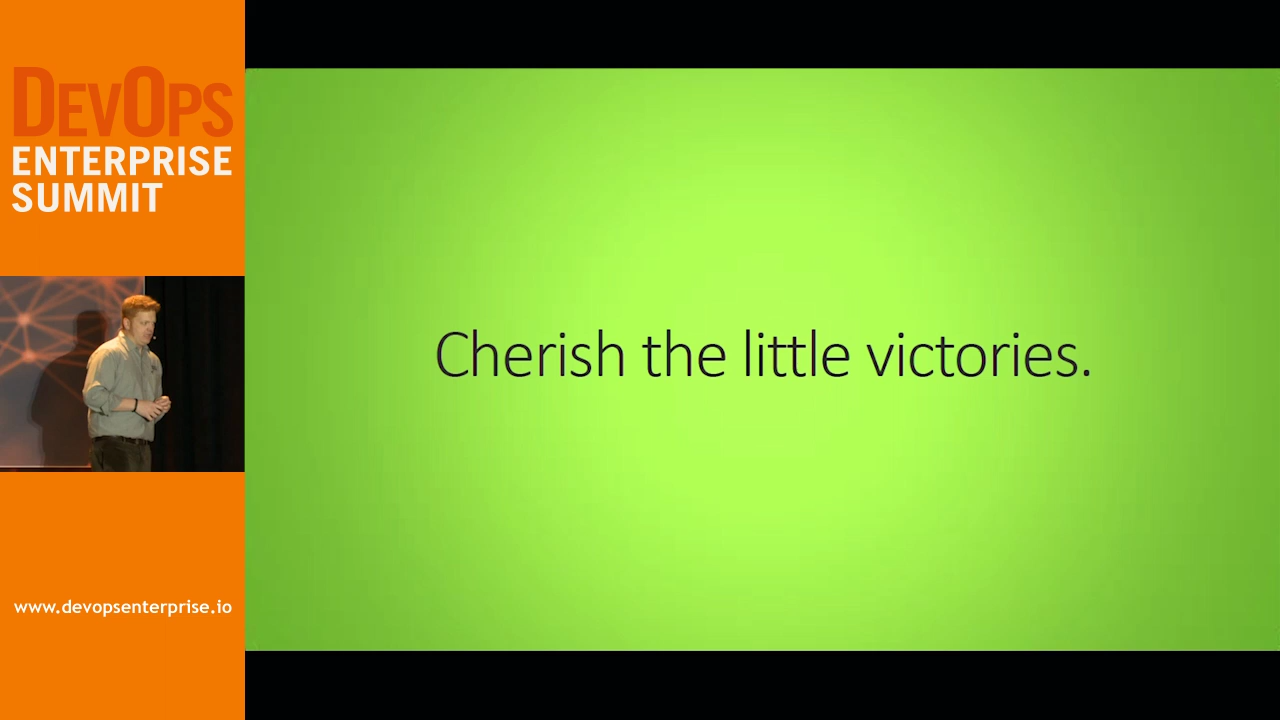 DEVOPS
ENTERPRISE
SUMMIT
www.devopsenterprise.io
Cherish the little victories.